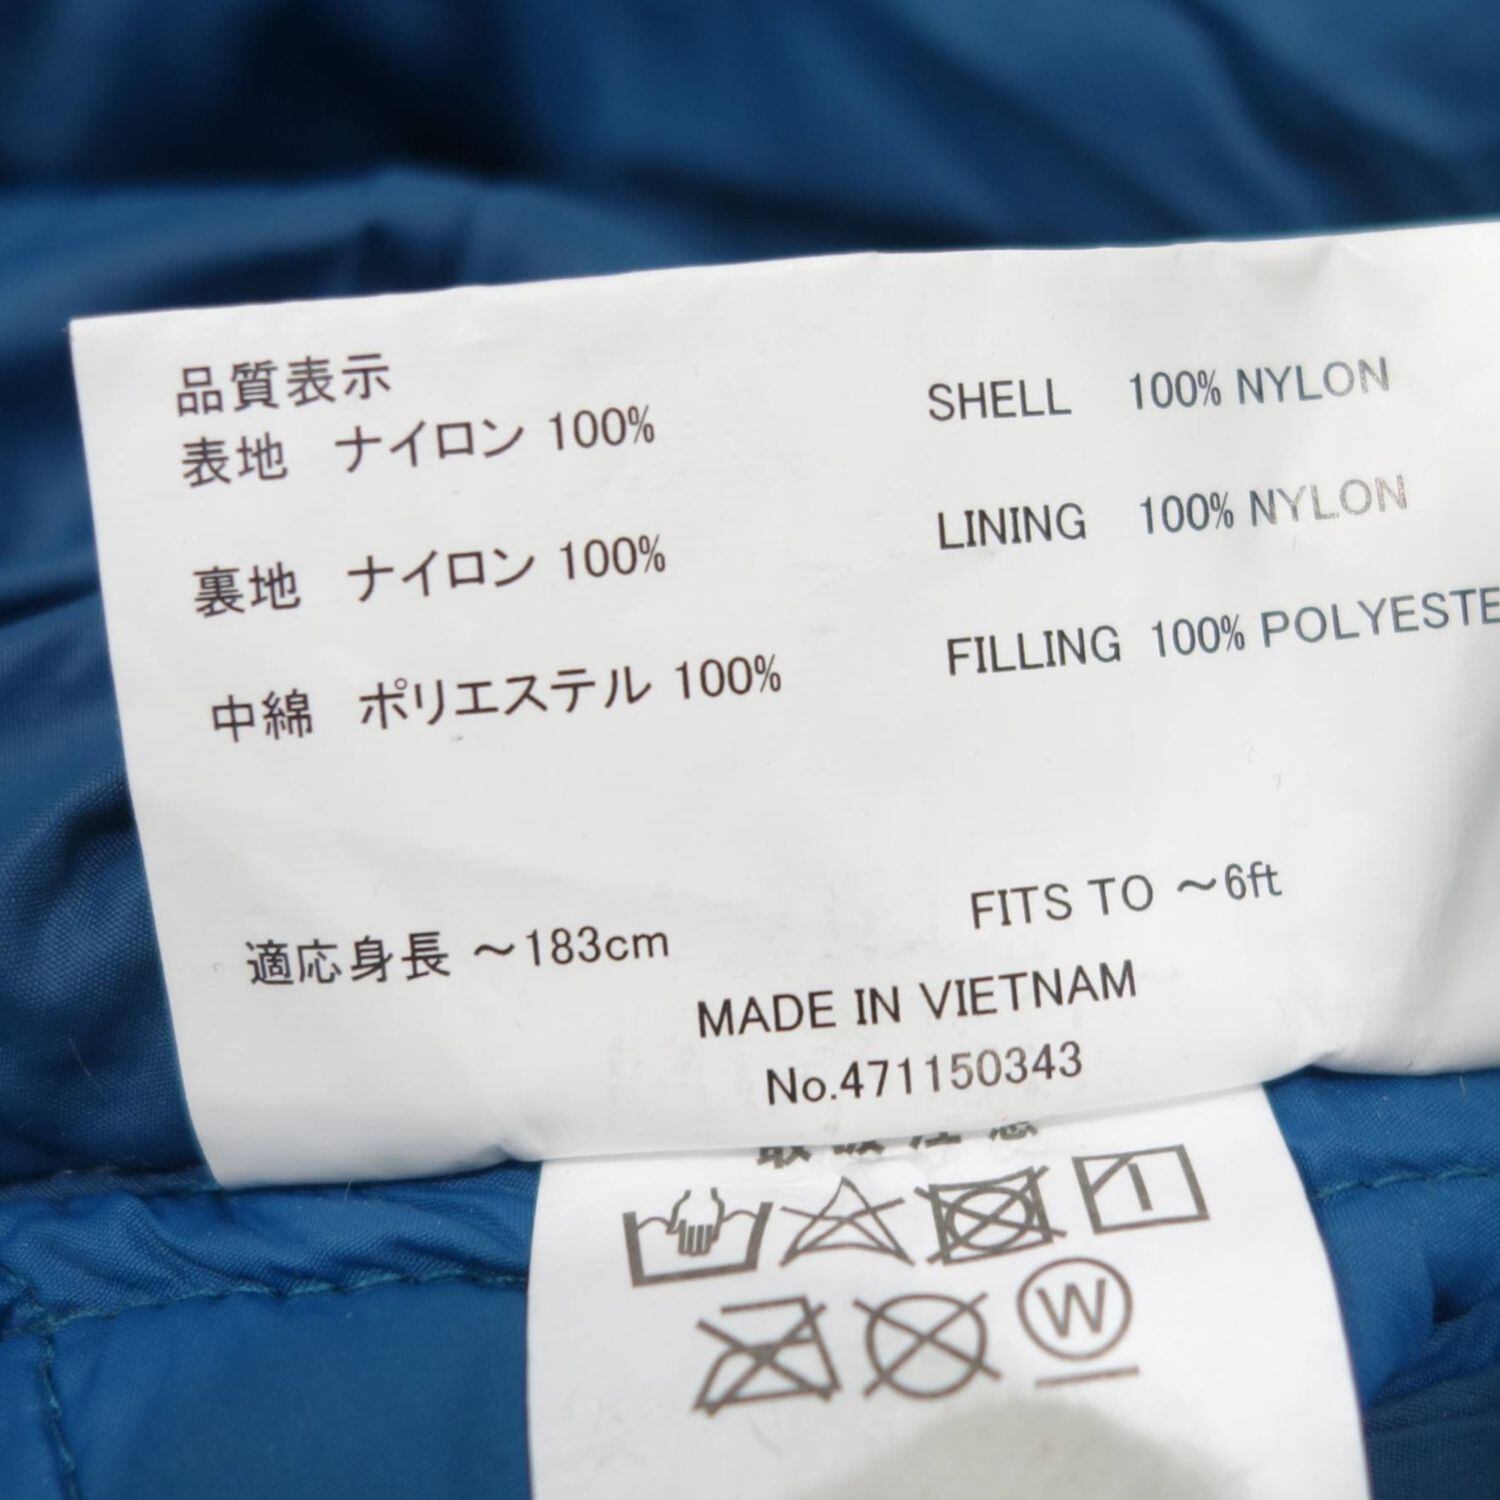 品質表示
表地 ナイロン 100% SHELL 100% NYLON
裏地 ナイロン 100% LINING 100% NYLON
中綿 ポリエステル 100% FILLING 100% POLYESTE
適応身長 ~183cm FITS TO ~6ft
MADE IN VIETNAM
No.471150343
W